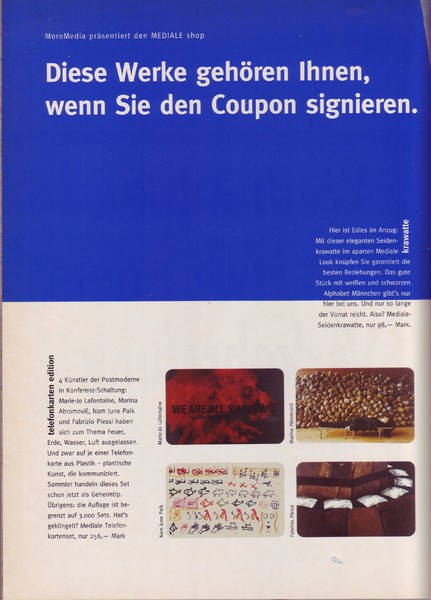 MoreMedia präsentiert den MEDIALE shop
Diese Werke gehören Ihnen,
wenn Sie den Coupon signieren.
krawatte
Hier ist Edles im Anzug:
Mit dieser eleganten Seiden-
krawatte im aparten Mediale
Look knüpfen Sie garantiert die
besten Beziehungen. Das gute
Stück mit weißen und schwarzen
Alphabet Männchen gibt's nur
hier bei uns. Und nur so lange
der Vorrat reicht. Also? Mediale-
Seidenkrawatte, nur 98,— Mark.
telefonkarten edition
4 Künstler der Postmoderne
in Konferenz-Schaltung:
Marie-Jo Lafontaine, Marina
Abramovič, Nam June Paik
und Fabrizio Plessi haben
sich zum Thema Feuer,
Erde, Wasser, Luft ausgelassen.
Und zwar auf je einer Telefon-
karte aus Plastik – plastische
Kunst, die kommuniziert.
Sammler handeln dieses Set
schon jetzt als Geheimtip.
Übrigens: die Auflage ist be-
grenzt auf 3.000 Sets. Hat's
geklingelt? Mediale Telefon-
kartenset, nur 256,— Mark
Marie-Jo Lafontaine
WE ARE ALL SHADOWS
Marina Abramovič
Nam June Paik
Fabrizio Plessi